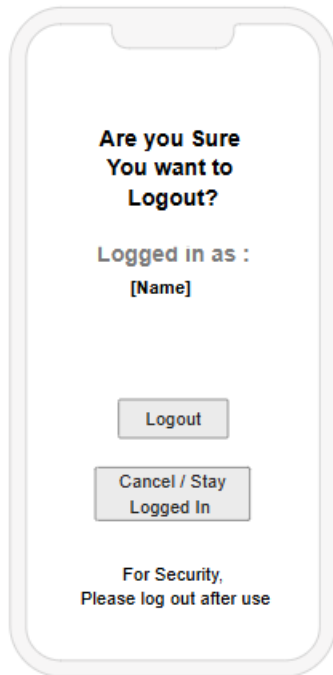 Are you Sure
You want to
Logout?
Logged in as :
[Name]
Logout
Cancel / Stay
Logged In
For Security,
Please log out after use